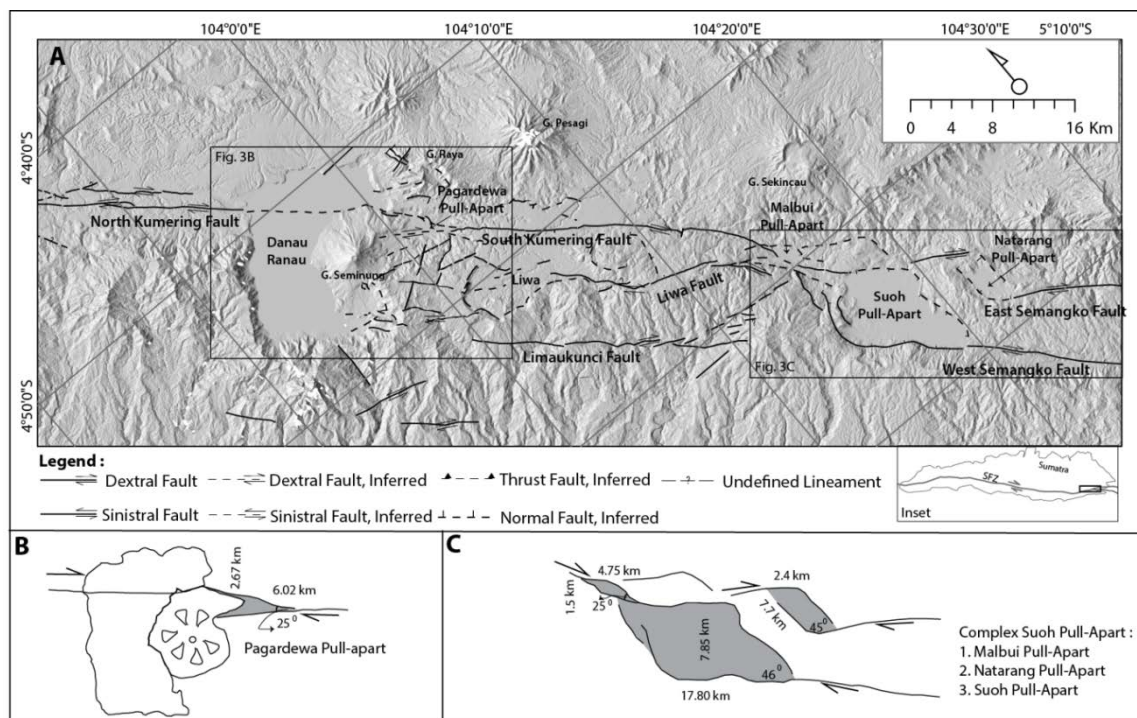 104°0'0"E
104°10'0"E
104°20'0"E
104°30'0"E
5°10'0"S
A
0 4 8 16 Km
4°40'0"S
4°50'0"S
Fig. 3B
G. Raya
G. Pesagi
Pagardewa
Pull-Apart
G. Sekincau
Malbui
Pull-Apart
North Kumering Fault
Danau
Ranau
South Kumering Fault
Natarang
Pull-Apart
G. Seminung
Liwa
Liwa Fault
Suoh
Pull-Apart
East Semangko Fault
Limaukunci Fault
Fig. 3C
West Semangko Fault
Legend :
Dextral Fault
Dextral Fault, Inferred
Thrust Fault, Inferred
?
Undefined Lineament
Sinistral Fault
Sinistral Fault, Inferred
Normal Fault, Inferred
Sumatra
SFZ
Inset
B
2.67 km
6.02 km
25⁰
Pagardewa Pull-apart
C
4.75 km
1.5 km
25⁰
2.4 km
7.7 km
45⁰
7.85 km
46⁰
17.80 km
Complex Suoh Pull-Apart :
1. Malbui Pull-Apart
2. Natarang Pull-Apart
3. Suoh Pull-Apart